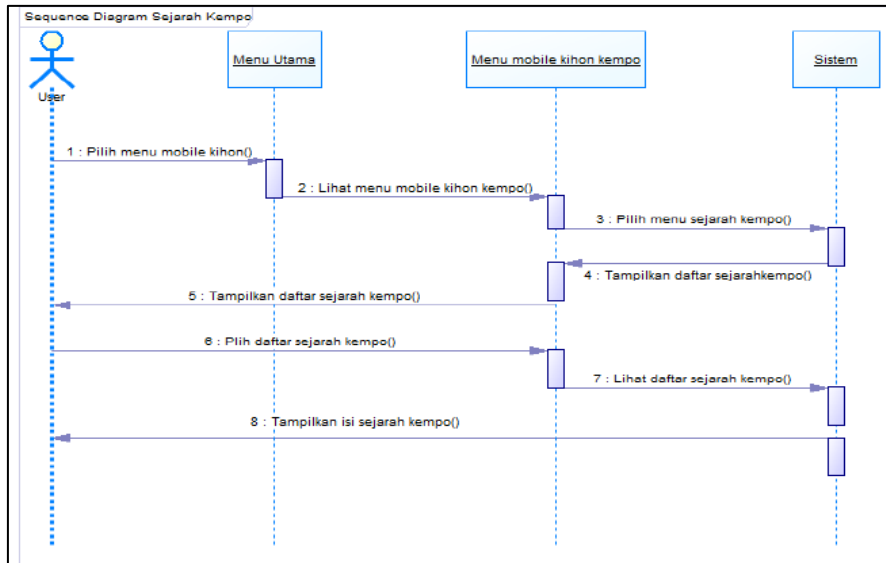 Sequence Diagram Sejarah Kempo
User
Menu Utama
Menu mobile kihon kempo
Sistem
1 : Pilih menu mobile kihon()
2 : Lihat menu mobile kihon kempo()
3 : Pilih menu sejarah kempo()
4 : Tampilkan daftar sejarahkempo()
5 : Tampilkan daftar sejarah kempo()
6 : Plih daftar sejarah kempo()
7 : Lihat daftar sejarah kempo()
8 : Tampilkan isi sejarah kempo()